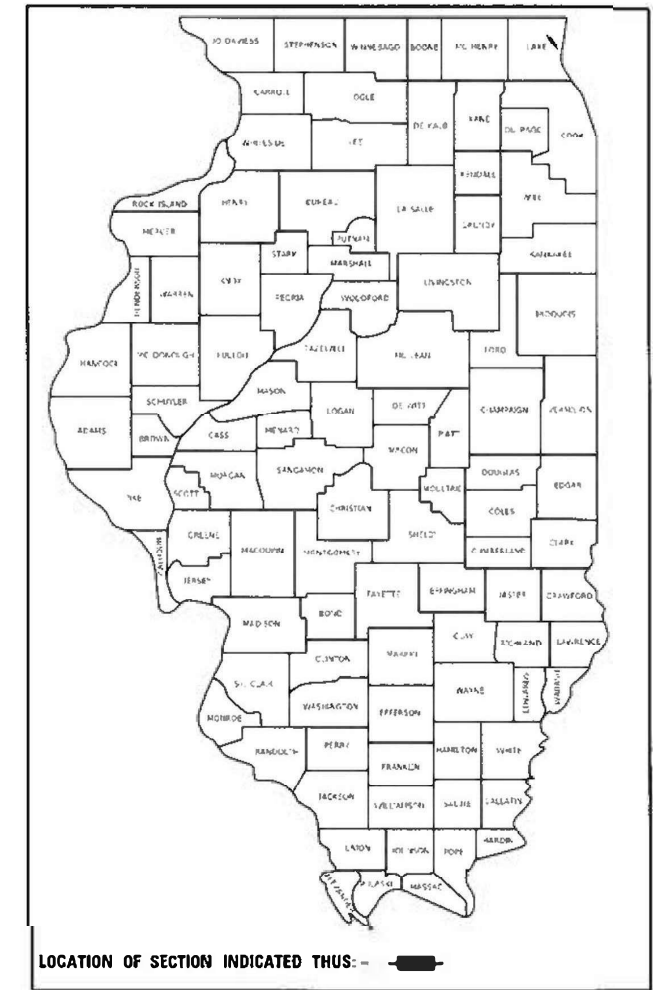 JO DAVIESS STEPHENSON WINNEBAGO BOONE MC HENRY LAKE
CARROLL OGLE
DE KALB KANE DU PAGE COOK
WHITESIDE LEE
KENDALL
ROCK ISLAND HENRY BUREAU LA SALLE WILL
GRUNDY
MERCER PUTNAM
STARK MARSHALL KANKAKEE
HENDERSON WARREN KNOX PEORIA WOODFORD LIVINGSTON
IROQUOIS
HANCOCK MC DONOUGH FULTON TAZEWELL MC LEAN FORD
MASON
SCHUYLER LOGAN DE WITT CHAMPAIGN VERMILION
ADAMS BROWN CASS MENARD PIATT
MACON
PIKE SCOTT MORGAN SANGAMON MOULTRIE DOUGLAS EDGAR
CHRISTIAN COLES
GREENE MACOUPIN MONTGOMERY SHELBY
CALHOUN CUMBERLAND CLARK
JERSEY FAYETTE EFFINGHAM JASPER CRAWFORD
MADISON BOND
CLAY RICHLAND LAWRENCE
CLINTON MARION
ST. CLAIR WAYNE EDWARDS WABASH
MONROE WASHINGTON JEFFERSON
RANDOLPH PERRY HAMILTON WHITE
FRANKLIN
JACKSON WILLIAMSON SALINE GALLATIN
UNION JOHNSON POPE HARDIN
ALEXANDER PULASKI MASSAC
LOCATION OF SECTION INDICATED THUS: -